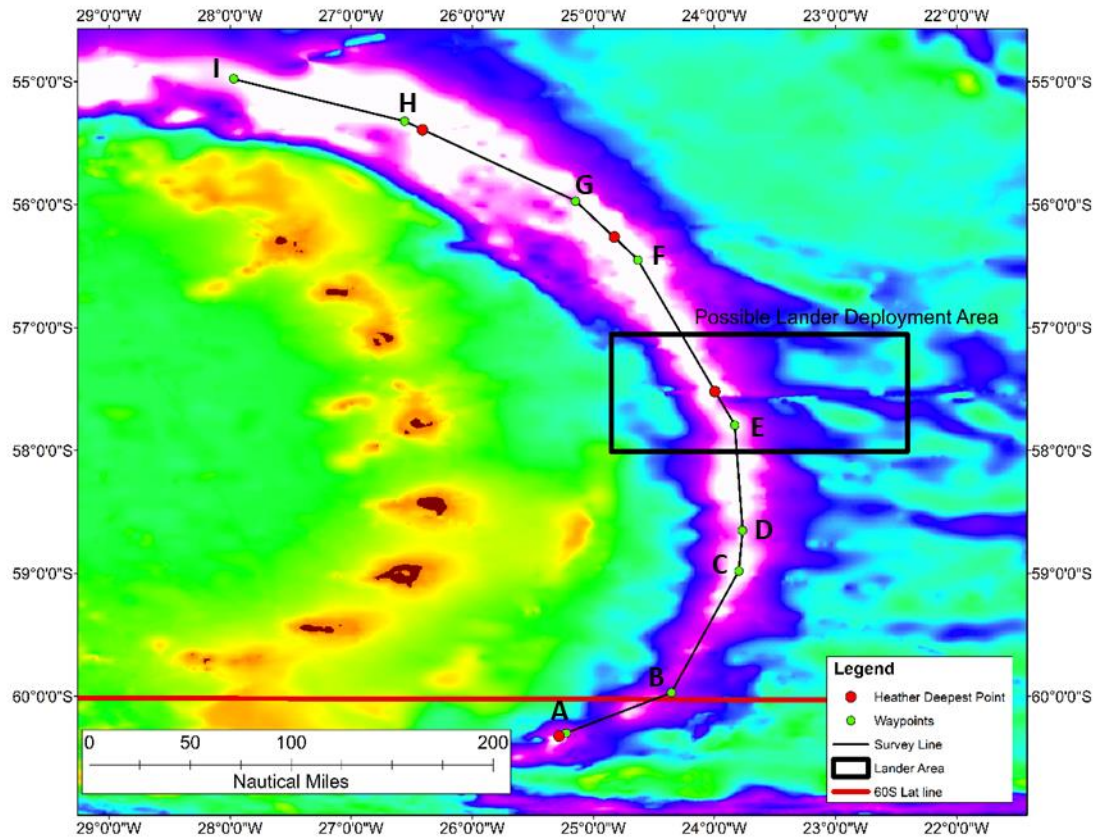 29°0'0"W 28°0'0"W 27°0'0"W 26°0'0"W 25°0'0"W 24°0'0"W 23°0'0"W 22°0'0"W
55°0'0"S I 55°0'0"S
H
G
56°0'0"S 56°0'0"S
F
57°0'0"S Possible Lander Deployment Area 57°0'0"S
E
58°0'0"S 58°0'0"S
D
C
59°0'0"S 59°0'0"S
B
60°0'0"S 60°0'0"S
A
Legend
Heather Deepest Point
Waypoints
Survey Line
Lander Area
60S Lat line
0 50 100 200
Nautical Miles
29°0'0"W 28°0'0"W 27°0'0"W 26°0'0"W 25°0'0"W 24°0'0"W 23°0'0"W 22°0'0"W